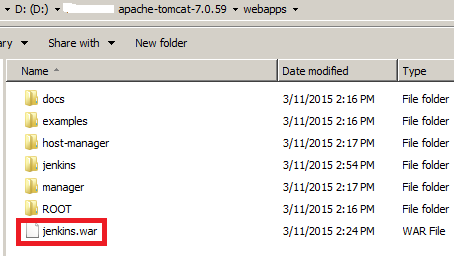 D: (D:) apache-tomcat-7.0.59 webapps
ary Share with New folder
Name Date modified Type
docs 3/11/2015 2:16 PM File folder
examples 3/11/2015 2:16 PM File folder
host-manager 3/11/2015 2:17 PM File folder
jenkins 3/11/2015 2:54 PM File folder
manager 3/11/2015 2:17 PM File folder
ROOT 3/11/2015 2:16 PM File folder
jenkins.war 3/11/2015 2:24 PM WAR File